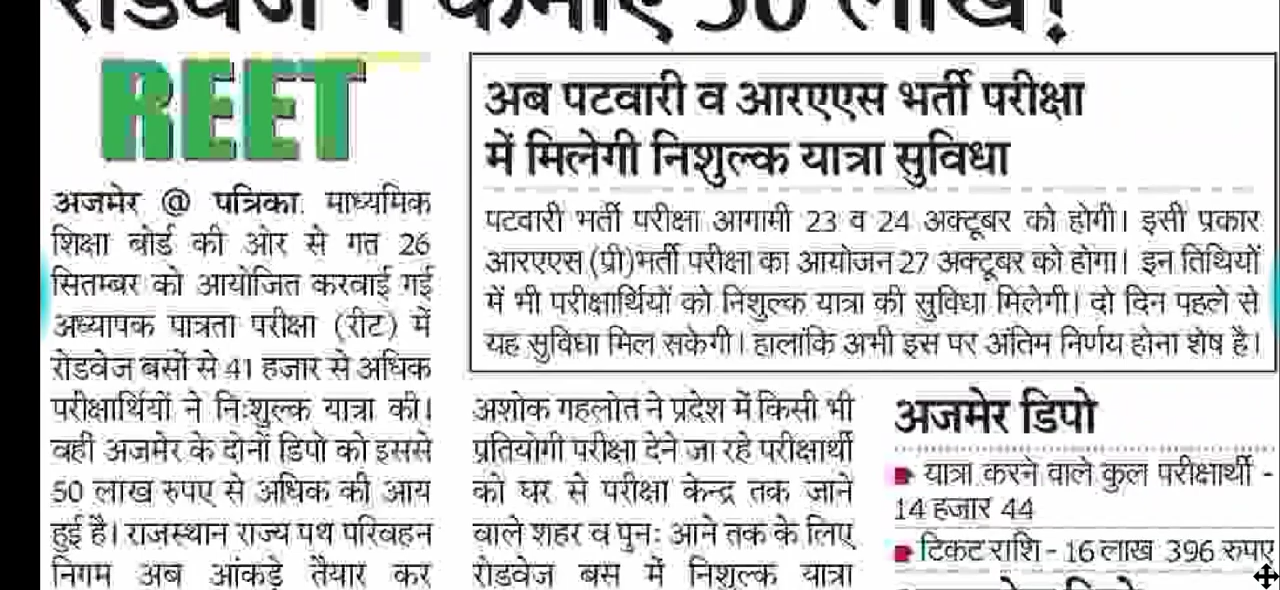 रोडवेज ने कमाए 50 लाख!
REET
अजमेर @ पत्रिका. माध्यमिक
शिक्षा बोर्ड की ओर से गत 26
सितम्बर को आयोजित करवाई गई
अध्यापक पात्रता परीक्षा (रीट) में
रोडवेज बसों से 41 हजार से अधिक
परीक्षार्थियों ने नि:शुल्क यात्रा की।
वहीं अजमेर के दोनों डिपो को इससे
50 लाख रुपए से अधिक की आय
हुई है। राजस्थान राज्य पथ परिवहन
निगम अब आंकड़े तैयार कर
अब पटवारी व आरएएस भर्ती परीक्षा
में मिलेगी निशुल्क यात्रा सुविधा
पटवारी भर्ती परीक्षा आगामी 23 व 24 अक्टूबर को होगी। इसी प्रकार
आरएएस (प्री)भर्ती परीक्षा का आयोजन 27 अक्टूबर को होगा। इन तिथियों
में भी परीक्षार्थियों को निशुल्क यात्रा की सुविधा मिलेगी। दो दिन पहले से
यह सुविधा मिल सकेगी। हालांकि अभी इस पर अंतिम निर्णय होना शेष है।
अशोक गहलोत ने प्रदेश में किसी भी
प्रतियोगी परीक्षा देने जा रहे परीक्षार्थी
को घर से परीक्षा केन्द्र तक जाने
वाले शहर व पुनः आने तक के लिए
रोडवेज बस में निशुल्क यात्रा
अजमेर डिपो
यात्रा करने वाले कुल परीक्षार्थी -
14 हजार 44
टिकट राशि - 16 लाख 396 रुपए